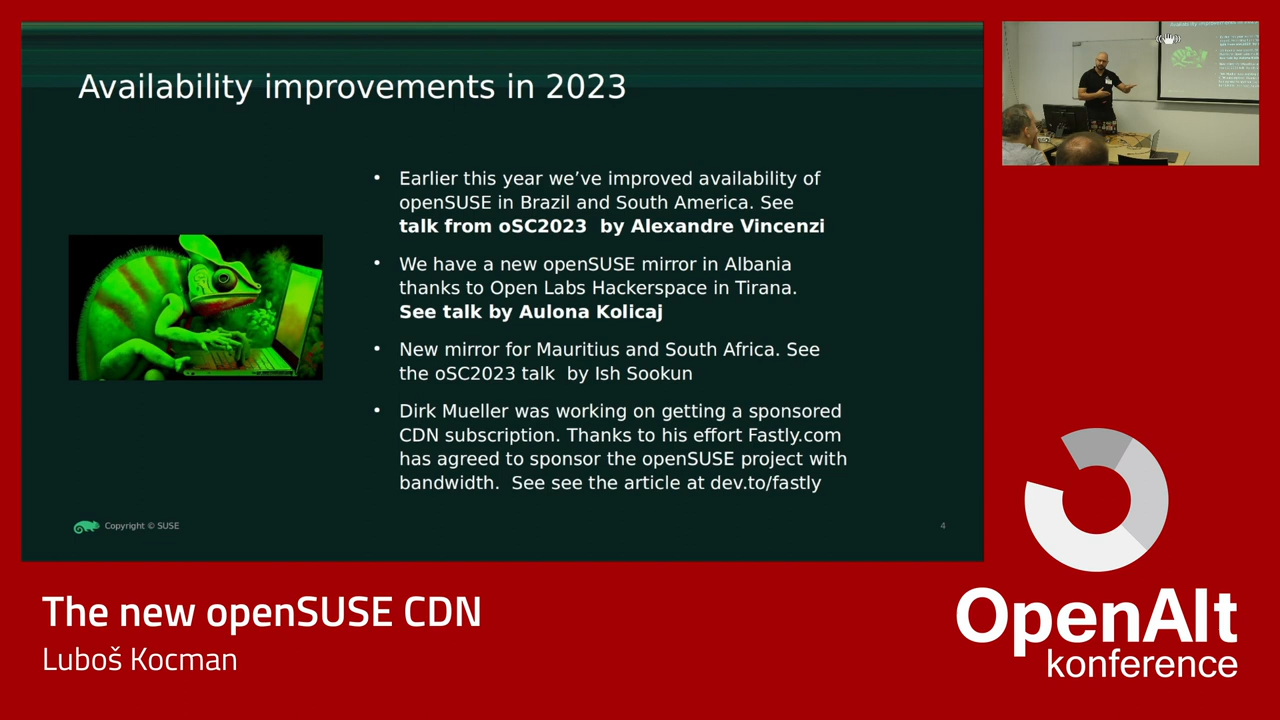 Availability improvements in 2023
• Earlier this year we’ve improved availability of
openSUSE in Brazil and South America. See
talk from oSC2023  by Alexandre Vincenzi
• We have a new openSUSE mirror in Albania
thanks to Open Labs Hackerspace in Tirana.
See talk by Aulona Kolicaj
• New mirror for Mauritius and South Africa. See
the oSC2023 talk  by Ish Sookun
• Dirk Mueller was working on getting a sponsored
CDN subscription. Thanks to his effort Fastly.com
has agreed to sponsor the openSUSE project with
bandwidth.  See see the article at dev.to/fastly
Copyright © SUSE
4
The new openSUSE CDN
Luboš Kocman
OpenAlt
konference